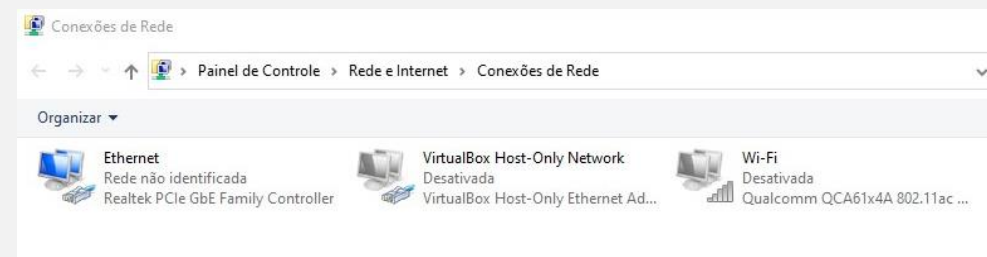 Conexões de Rede
Painel de Controle > Rede e Internet > Conexões de Rede
Organizar
Ethernet
Rede não identificada
Realtek PCIe GbE Family Controller
VirtualBox Host-Only Network
Desativada
VirtualBox Host-Only Ethernet Ad...
Wi-Fi
Desativada
Qualcomm QCA61x4A 802.11ac ...